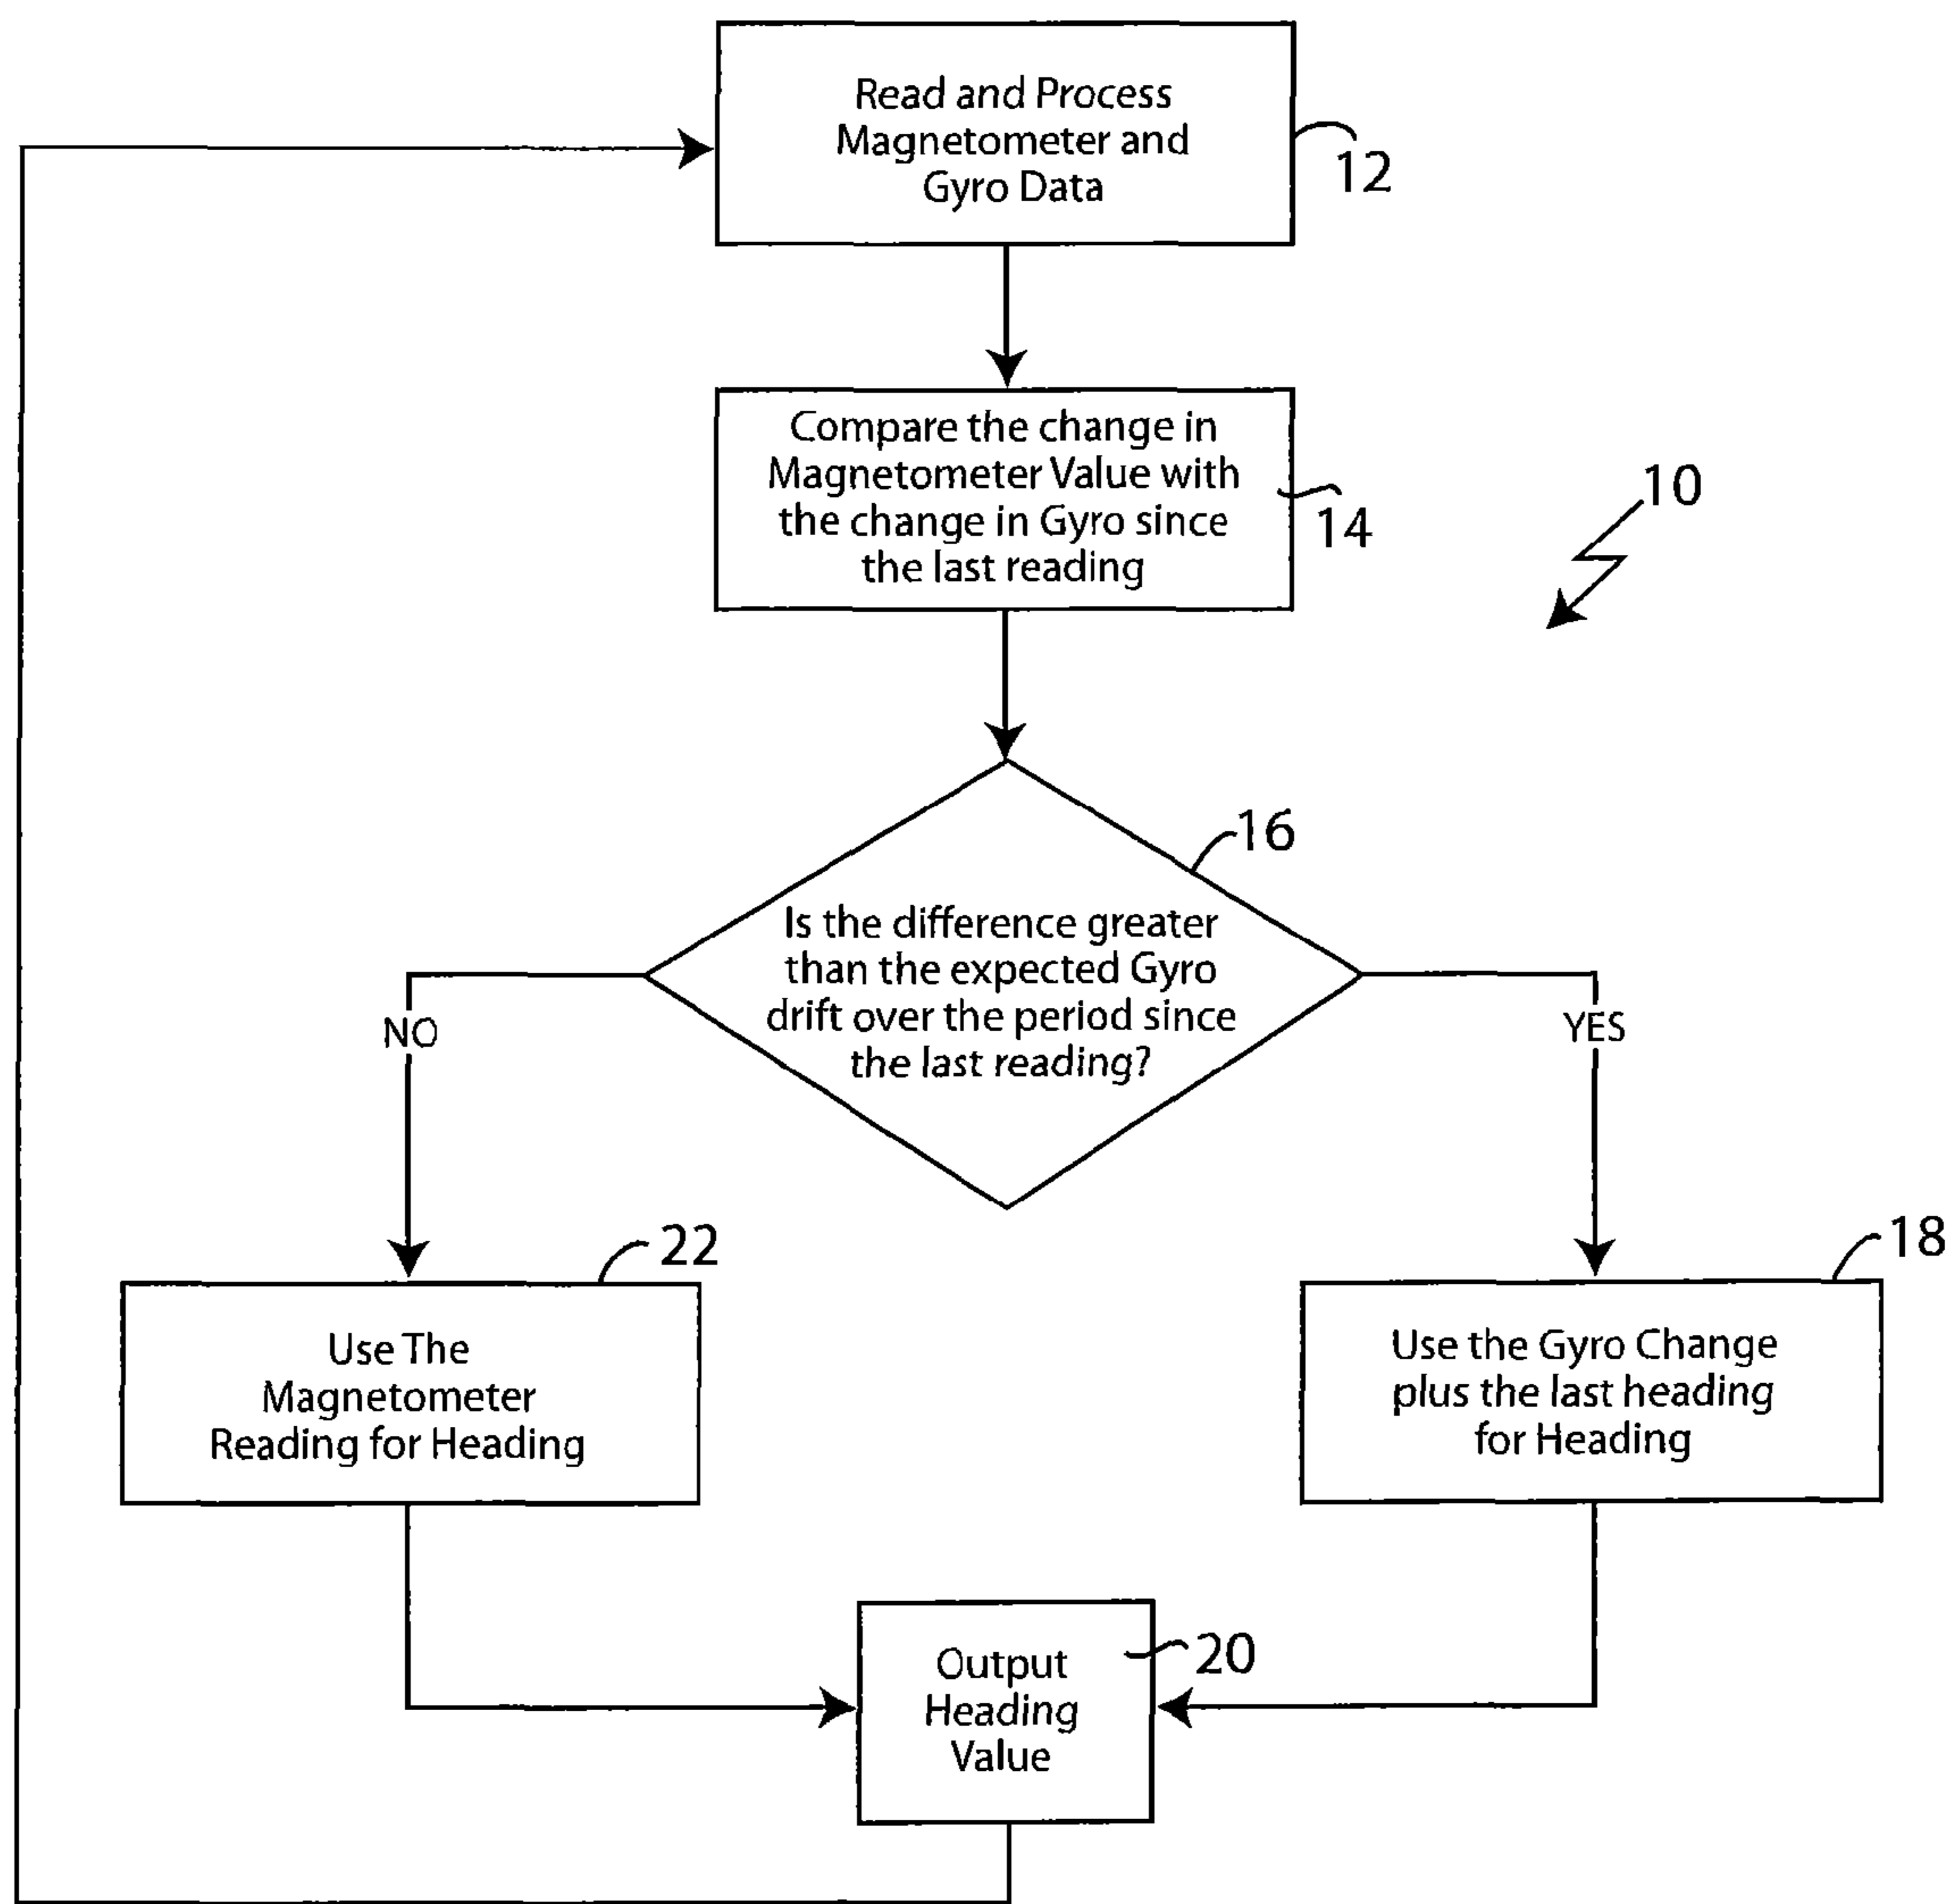 Read and Process
Magnetometer and
Gyro Data
12
Compare the change in
Magnetometer Value with
the change in Gyro since
the last reading
14
10
16
Is the difference greater
than the expected Gyro
drift over the period since
the last reading?
NO
YES
22
Use The
Magnetometer
Reading for Heading
18
Use the Gyro Change
plus the last heading
for Heading
20
Output
Heading
Value